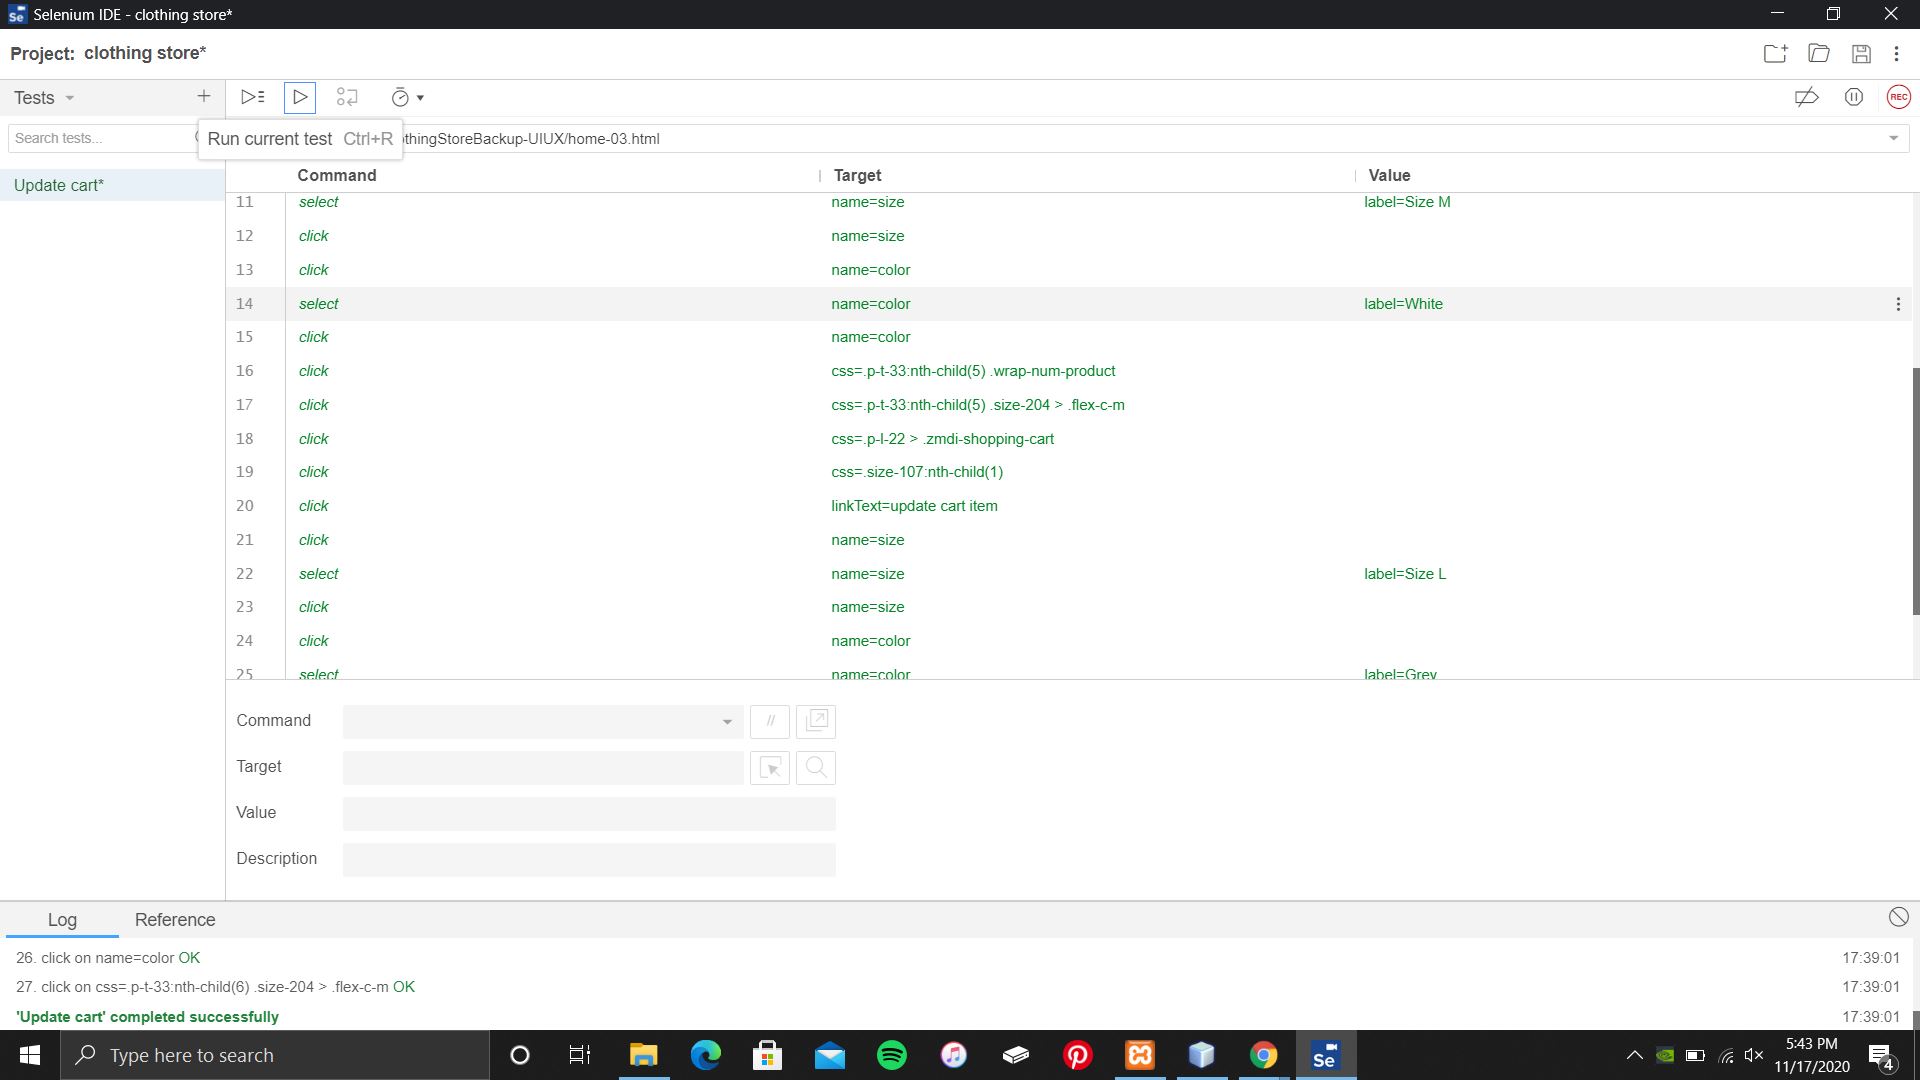 Selenium IDE - clothing store*
Project: clothing store*
Tests
Search tests...
Run current test Ctrl+R
thingStoreBackup-UIUX/home-03.html
REC
Update cart*
Command Target Value
11 select name=size label=Size M
12 click name=size
13 click name=color
14 select name=color label=White
15 click name=color
16 click css=.p-t-33:nth-child(5) .wrap-num-product
17 click css=.p-t-33:nth-child(5) .size-204 > .flex-c-m
18 click css=.p-l-22 > .zmdi-shopping-cart
19 click css=.size-107:nth-child(1)
20 click linkText=update cart item
21 click name=size
22 select name=size label=Size L
23 click name=size
24 click name=color
25 select name=color label=Grey
Command //
Target
Value
Description
Log Reference
26. click on name=color OK 17:39:01
27. click on css=.p-t-33:nth-child(6) .size-204 > .flex-c-m OK 17:39:01
'Update cart' completed successfully 17:39:01
Type here to search
Se
5:43 PM
11/17/2020
4